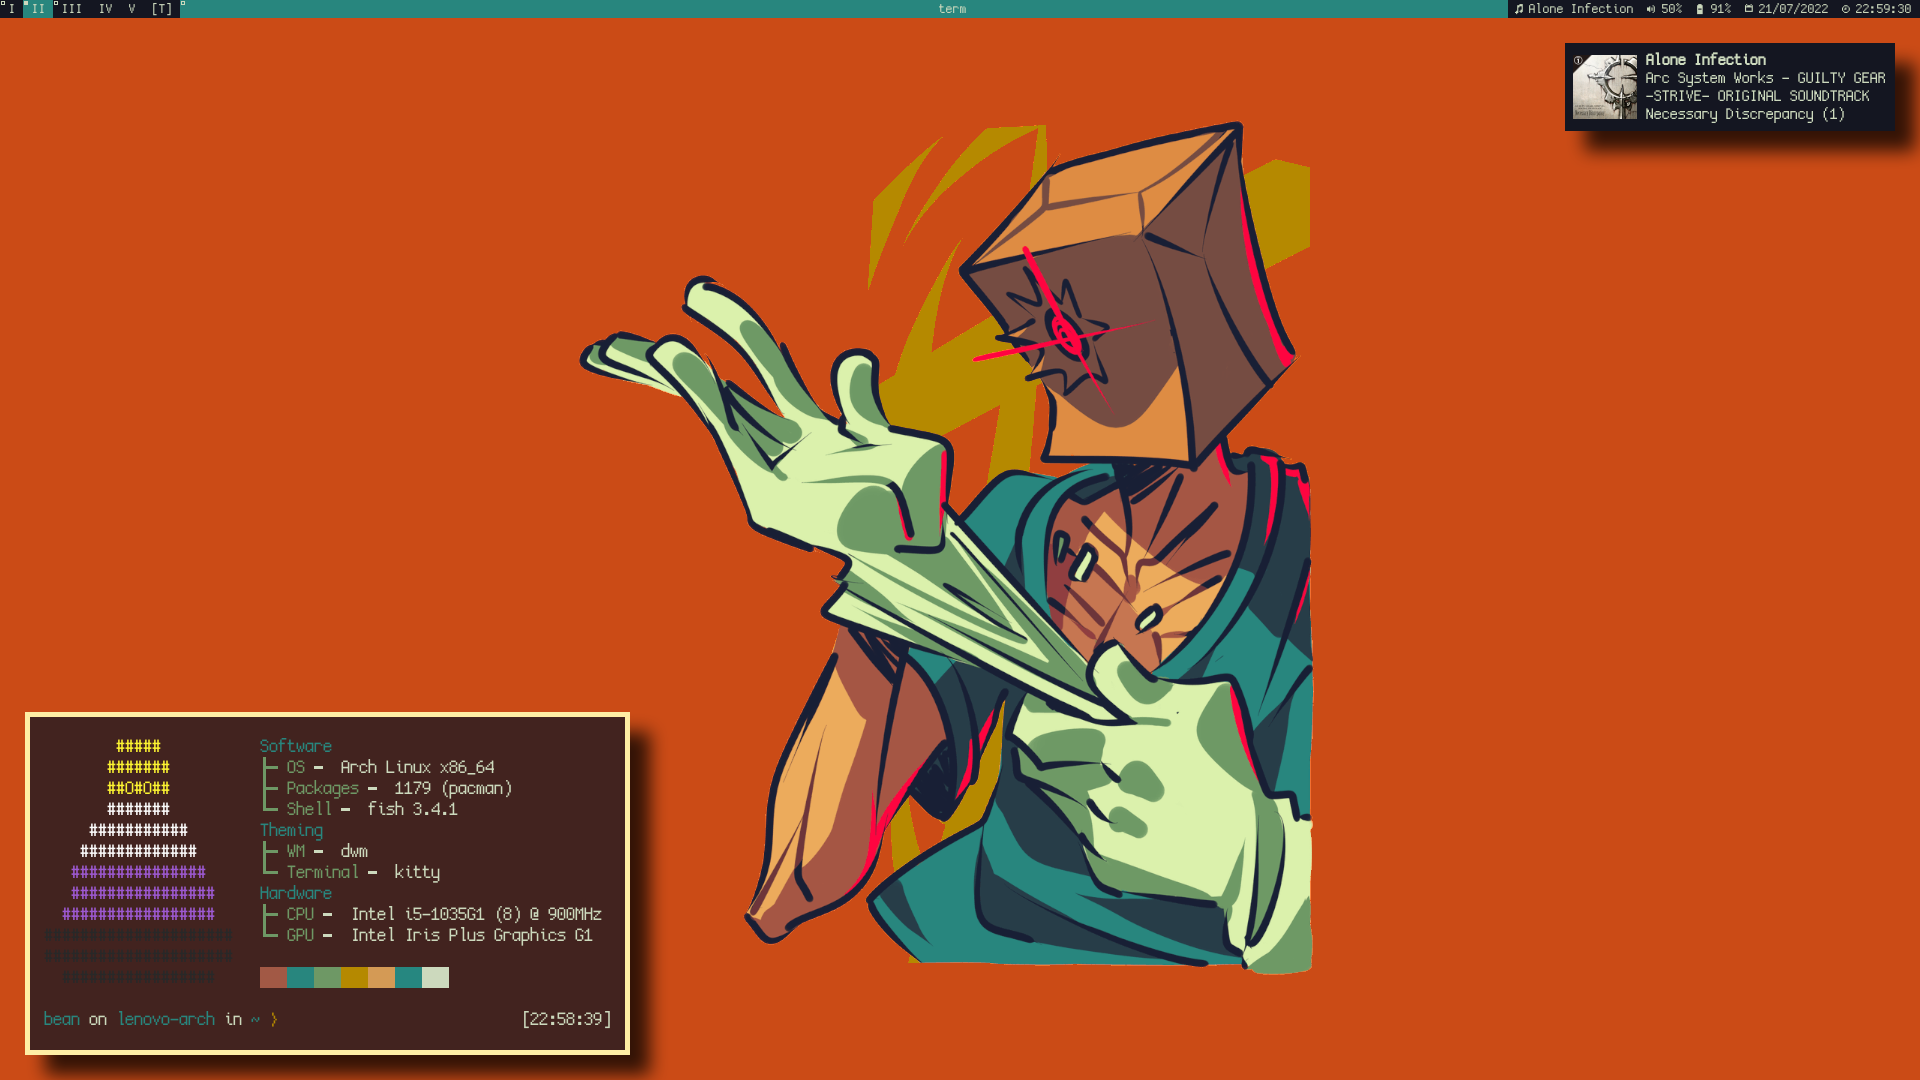 I II III IV V [T] term Alone Infection 50% 91% 21/07/2022 22:59:30
Alone Infection
Arc System Works - GUILTY GEAR
-STRIVE- ORIGINAL SOUNDTRACK
Necessary Discrepancy (1)
##### Software
####### OS - Arch Linux x86_64
##O#O## Packages - 1179 (pacman)
####### Shell - fish 3.4.1
########### Theming
############# WM - dwm
############### Terminal - kitty
################ Hardware
################# CPU - Intel i5-1035G1 (8) @ 900MHz
##################### GPU - Intel Iris Plus Graphics G1
#####################
#################
bean on lenovo-arch in ~ ⟩ [22:58:39]